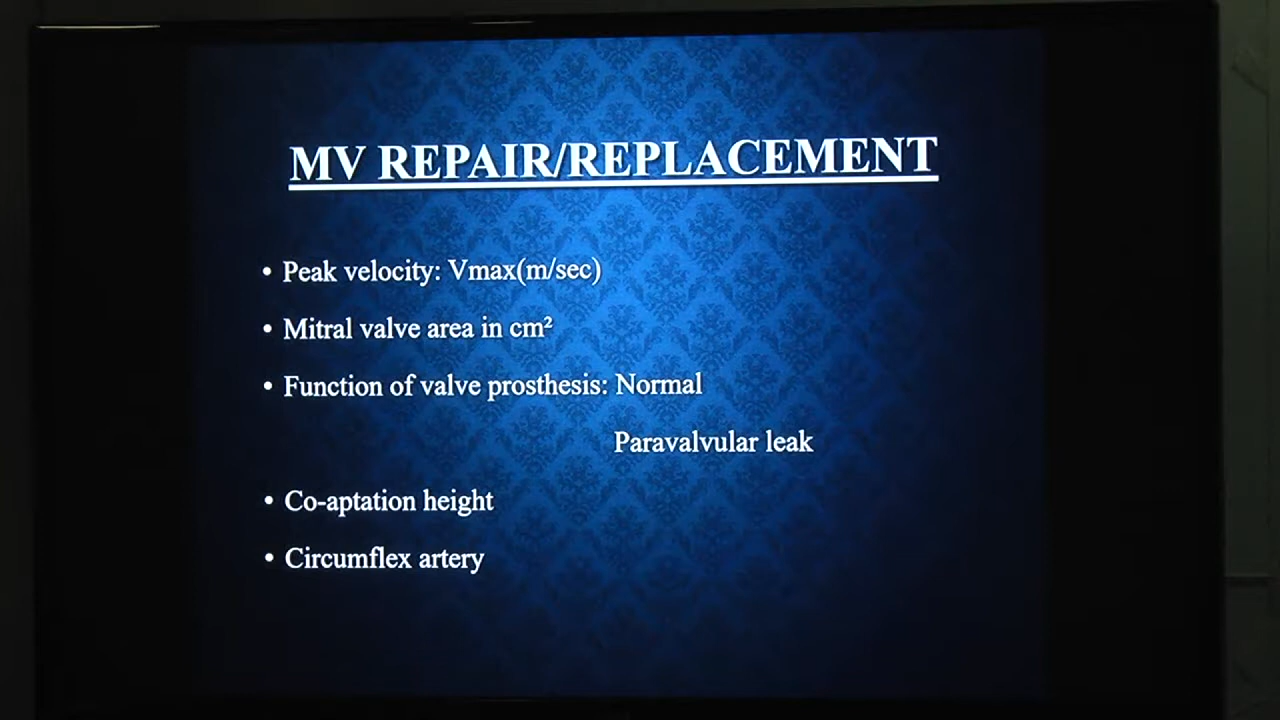 MV REPAIR/REPLACEMENT
• Peak velocity: Vmax(m/sec)
• Mitral valve area in cm²
• Function of valve prosthesis: Normal
Paravalvular leak
• Co-aptation height
• Circumflex artery